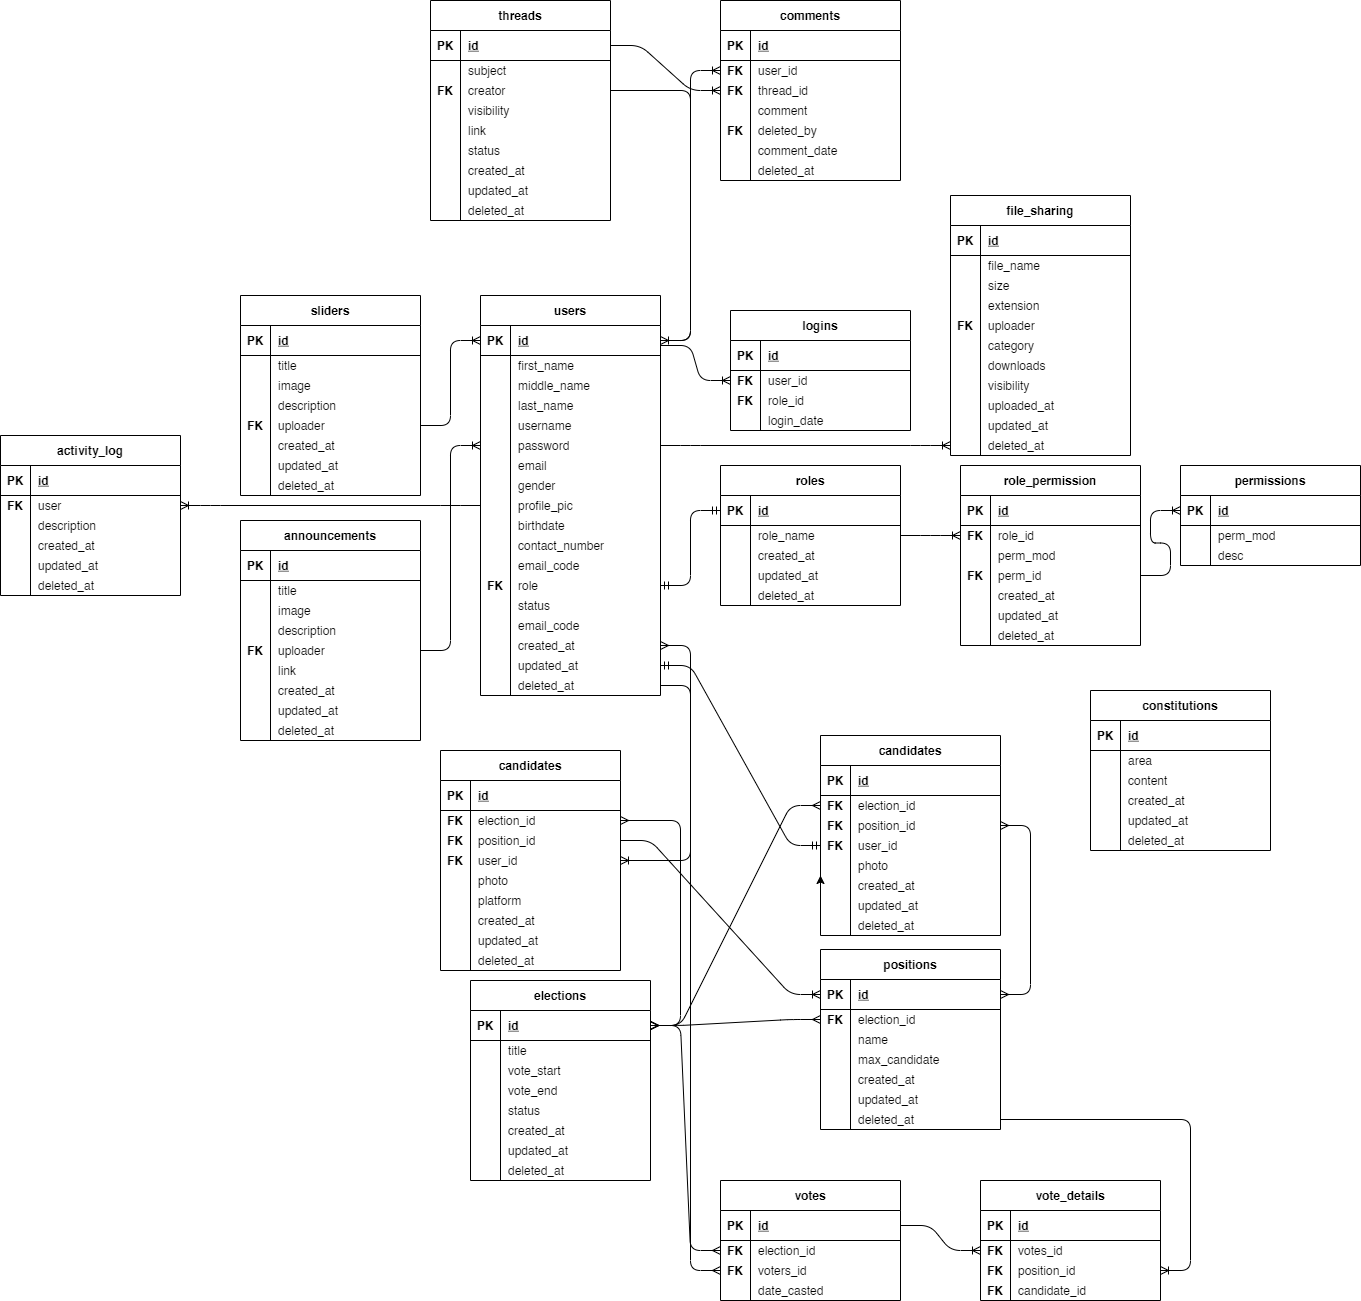 threads
PK id
subject
FK creator
visibility
link
status
created_at
updated_at
deleted_at
comments
PK id
FK user_id
FK thread_id
comment
FK deleted_by
comment_date
deleted_at
file_sharing
PK id
file_name
size
extension
FK uploader
category
downloads
visibility
uploaded_at
updated_at
deleted_at
sliders
PK id
title
image
description
FK uploader
created_at
updated_at
deleted_at
users
PK id
first_name
middle_name
last_name
username
password
email
gender
profile_pic
birthdate
contact_number
email_code
FK role
status
email_code
created_at
updated_at
deleted_at
logins
PK id
FK user_id
FK role_id
login_date
activity_log
PK id
FK user
description
created_at
updated_at
deleted_at
announcements
PK id
title
image
description
FK uploader
link
created_at
updated_at
deleted_at
roles
PK id
role_name
created_at
updated_at
deleted_at
role_permission
PK id
FK role_id
perm_mod
FK perm_id
created_at
updated_at
deleted_at
permissions
PK id
perm_mod
desc
constitutions
PK id
area
content
created_at
updated_at
deleted_at
candidates
PK id
FK election_id
FK position_id
FK user_id
photo
platform
created_at
updated_at
deleted_at
candidates
PK id
FK election_id
FK position_id
FK user_id
photo
created_at
updated_at
deleted_at
elections
PK id
title
vote_start
vote_end
status
created_at
updated_at
deleted_at
positions
PK id
FK election_id
name
max_candidate
created_at
updated_at
deleted_at
votes
PK id
FK election_id
FK voters_id
date_casted
vote_details
PK id
FK votes_id
FK position_id
FK candidate_id